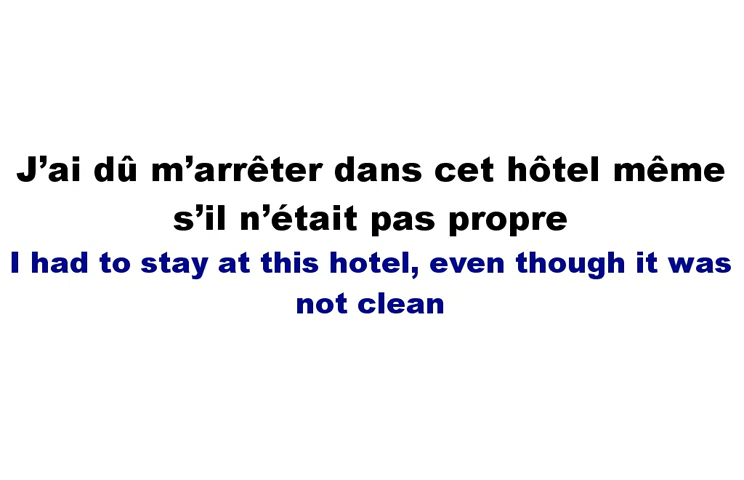 J’ai dû m’arrêter dans cet hôtel même
s’il n’était pas propre
I had to stay at this hotel, even though it was
not clean